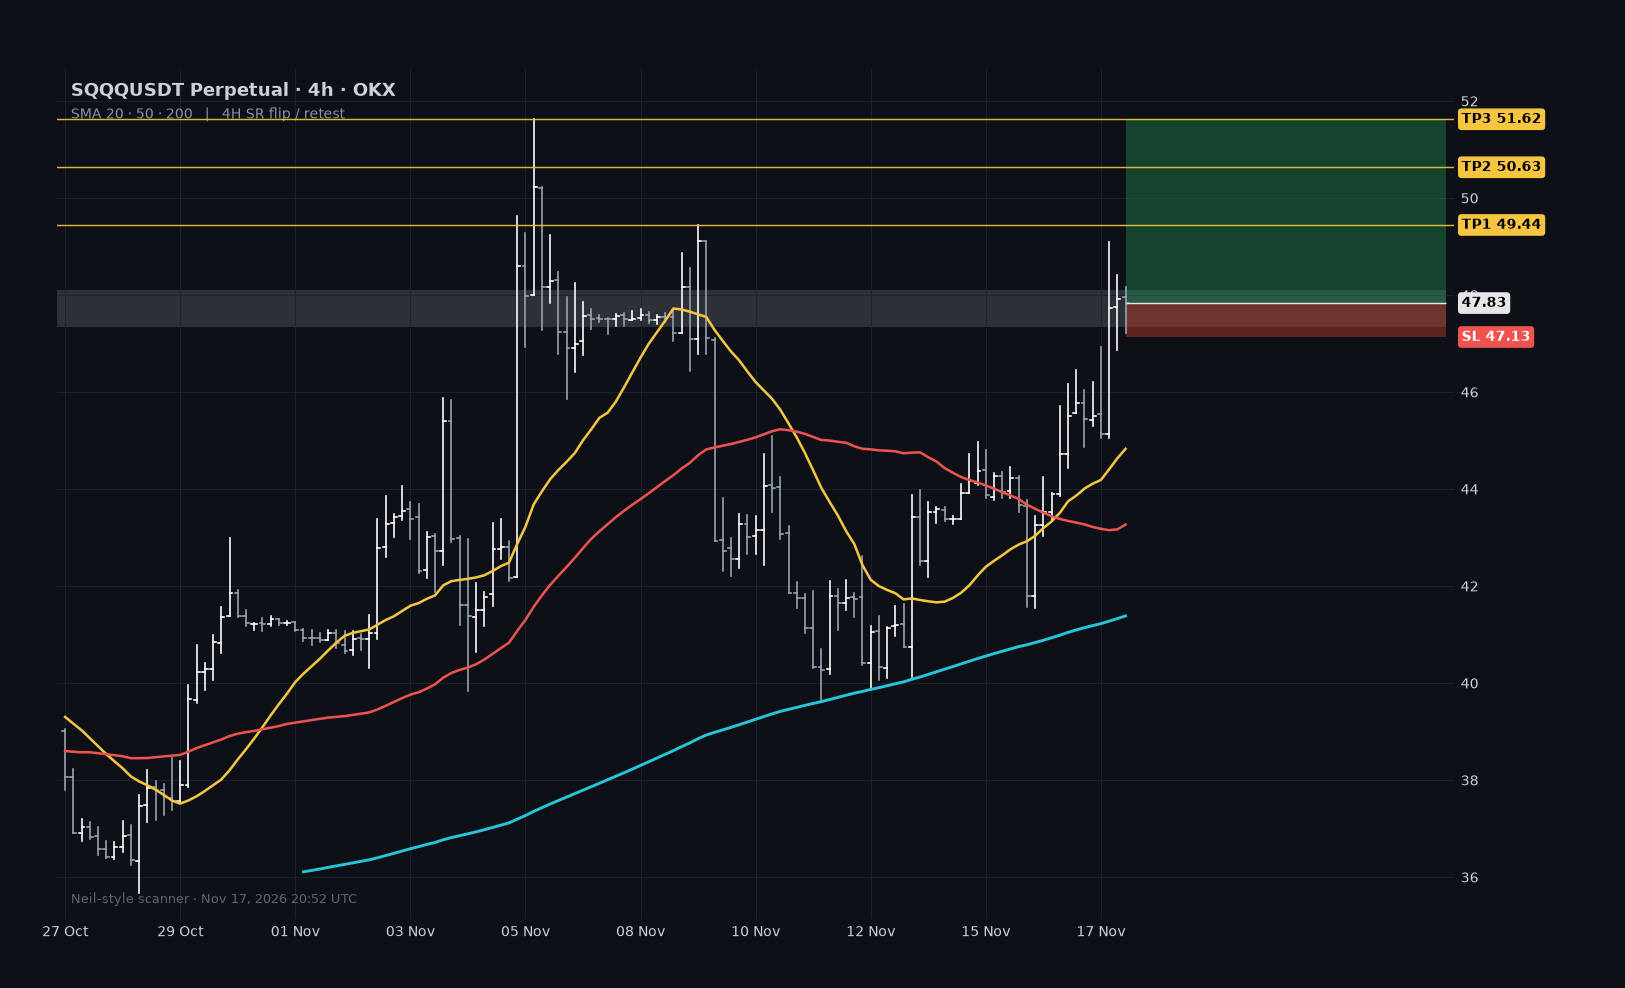 SQQQUSDT Perpetual · 4h · OKX
SMA 20 · 50 · 200 | 4H SR flip / retest
52
TP3 51.62
TP2 50.63
50
TP1 49.44
47.83
SL 47.13
46
44
42
40
38
36
Neil-style scanner · Nov 17, 2026 20:52 UTC
27 Oct 29 Oct 01 Nov 03 Nov 05 Nov 08 Nov 10 Nov 12 Nov 15 Nov 17 Nov